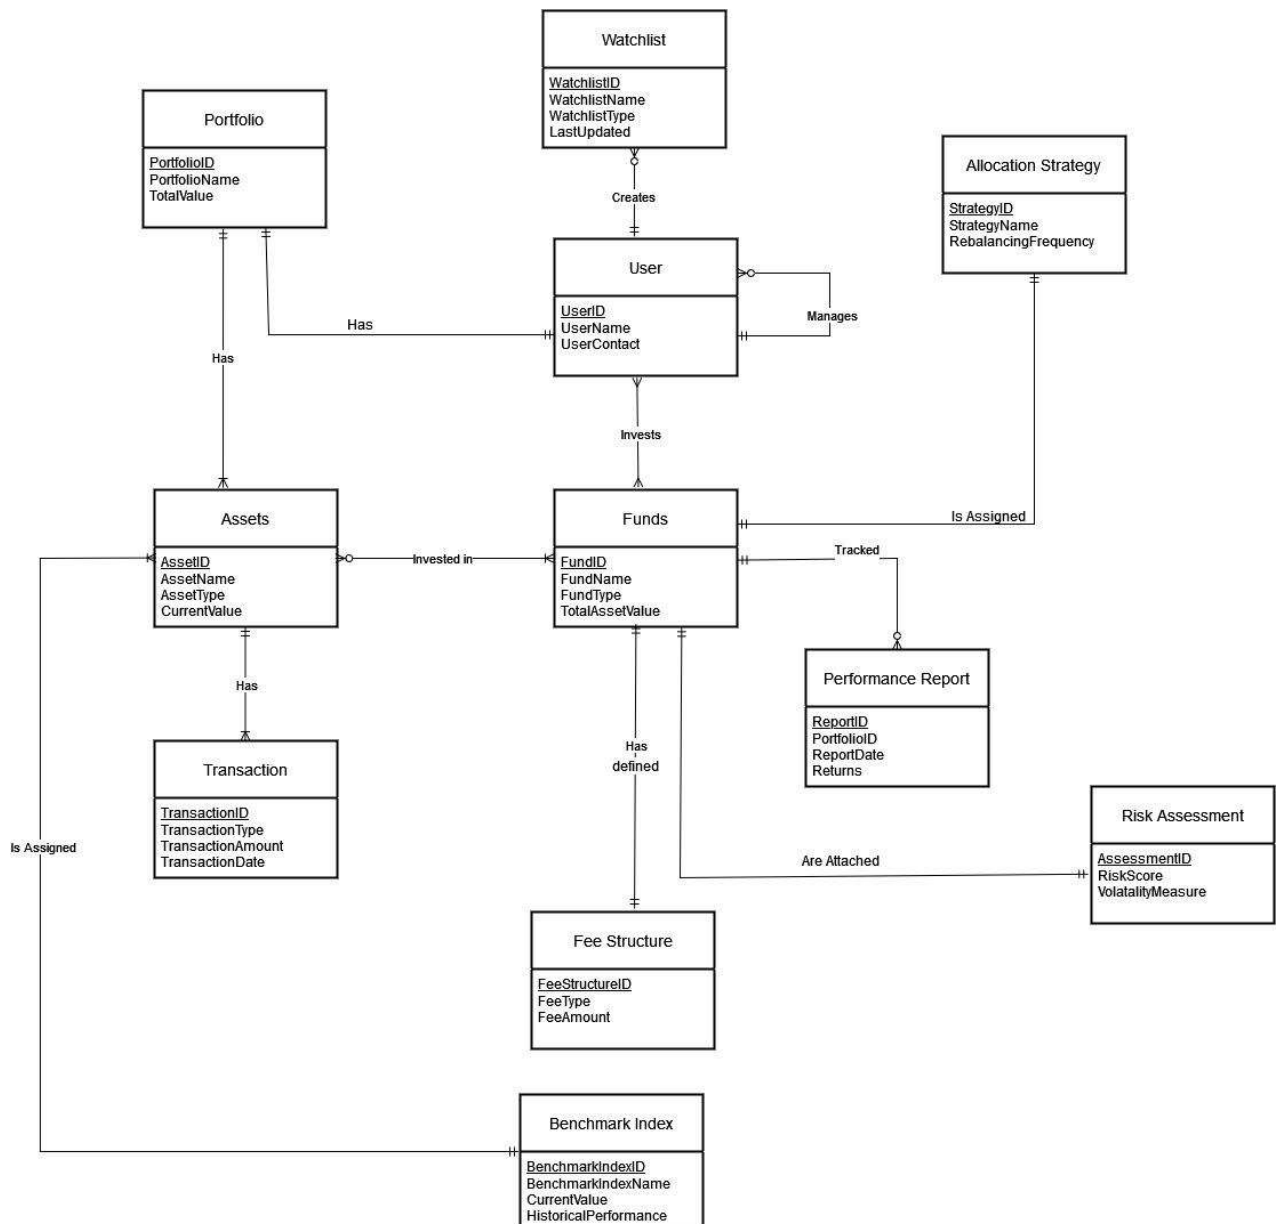 Watchlist
WatchlistID
WatchlistName
WatchlistType
LastUpdated
Portfolio
PortfolioID
PortfolioName
TotalValue
Allocation Strategy
StrategyID
StrategyName
RebalancingFrequency
Creates
User
UserID
UserName
UserContact
Manages
Has
Has
Invests
Assets
AssetID
AssetName
AssetType
CurrentValue
Invested in
Funds
FundID
FundName
FundType
TotalAssetValue
Is Assigned
Tracked
Performance Report
ReportID
PortfolioID
ReportDate
Returns
Has
Transaction
TransactionID
TransactionType
TransactionAmount
TransactionDate
Has
defined
Risk Assessment
AssessmentID
RiskScore
VolatalityMeasure
Is Assigned
Are Attached
Fee Structure
FeeStructureID
FeeType
FeeAmount
Benchmark Index
BenchmarkIndexID
BenchmarkIndexName
CurrentValue
HistoricalPerformance